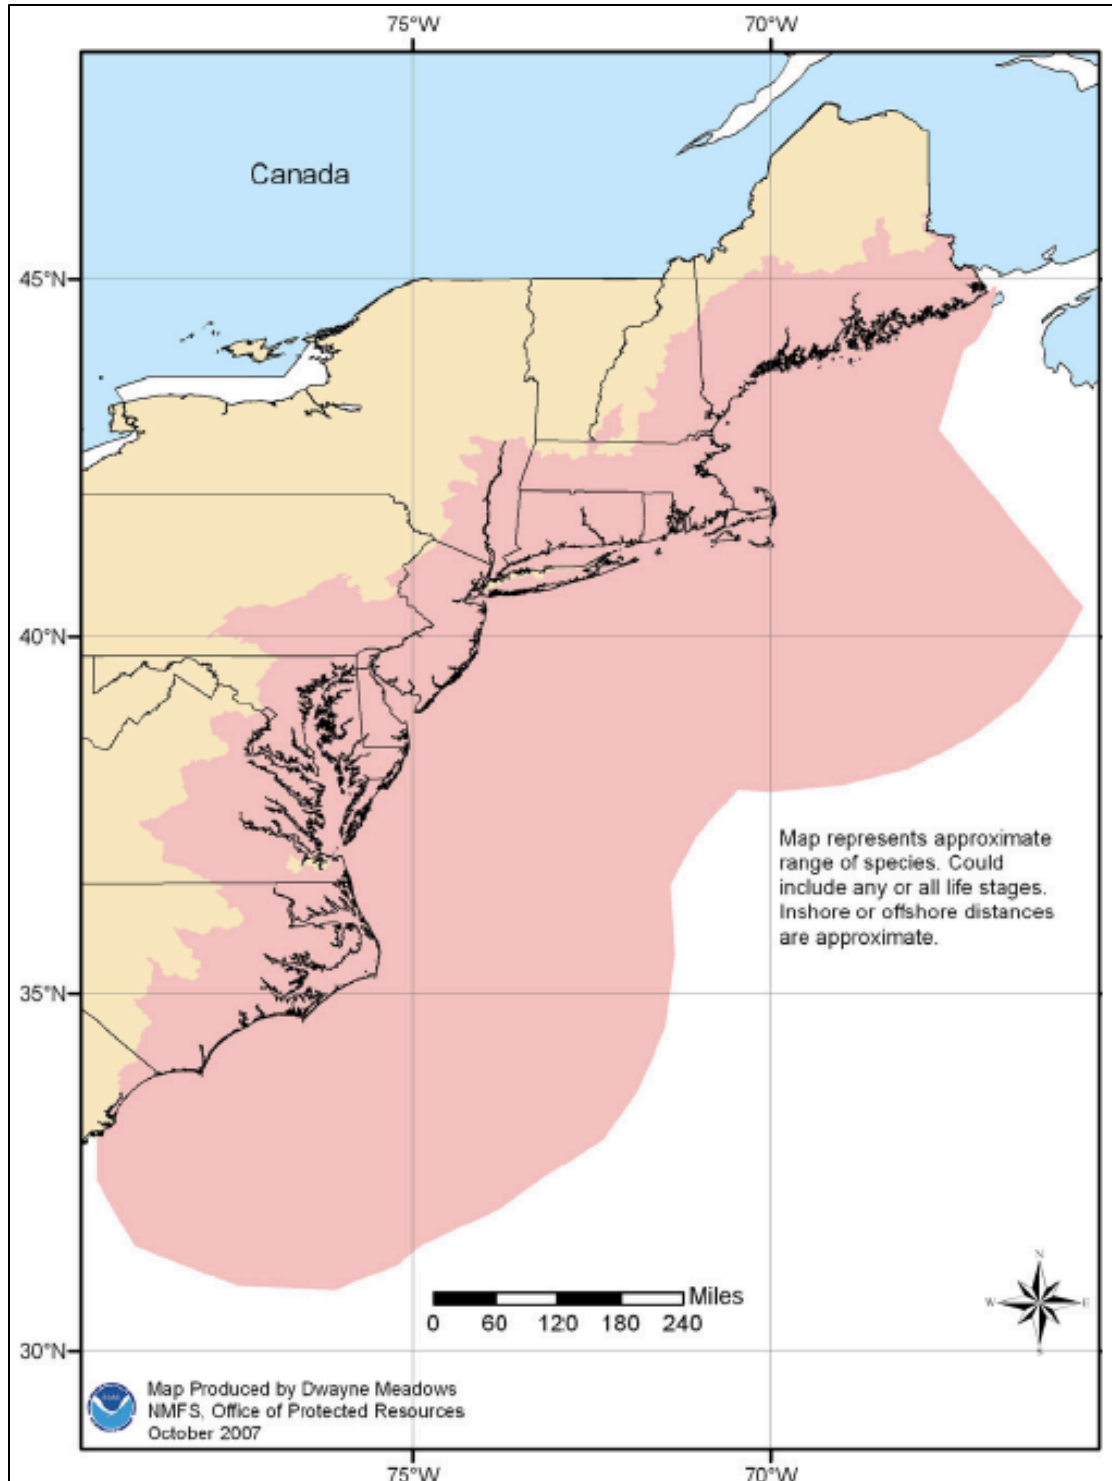 75°W 70°W
Canada
45°N
40°N
Map represents approximate
range of species. Could
include any or all life stages.
Inshore or offshore distances
are approximate.
35°N
N
W E
S
Miles
0 60 120 180 240
30°N
Map Produced by Dwayne Meadows
NMFS, Office of Protected Resources
October 2007
75°W 70°W